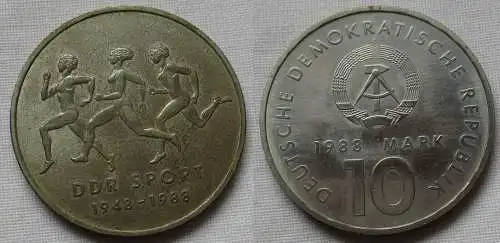 DDR SPORT
1948-1988
DEUTSCHE DEMOKRATISCHE REPUBLIK
1988 MARK
10